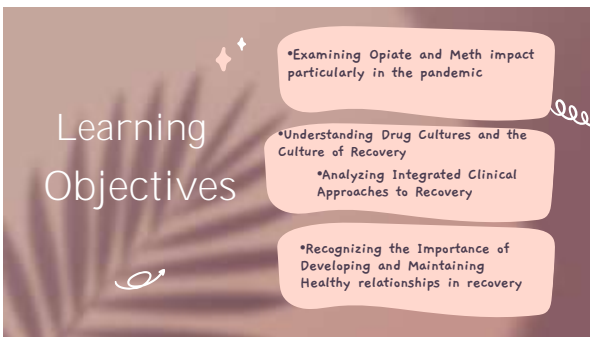 Learning
Objectives
•Examining Opiate and Meth impact
particularly in the pandemic
•Understanding Drug Cultures and the
Culture of Recovery
•Analyzing Integrated Clinical
Approaches to Recovery
•Recognizing the Importance of
Developing and Maintaining
Healthy relationships in recovery